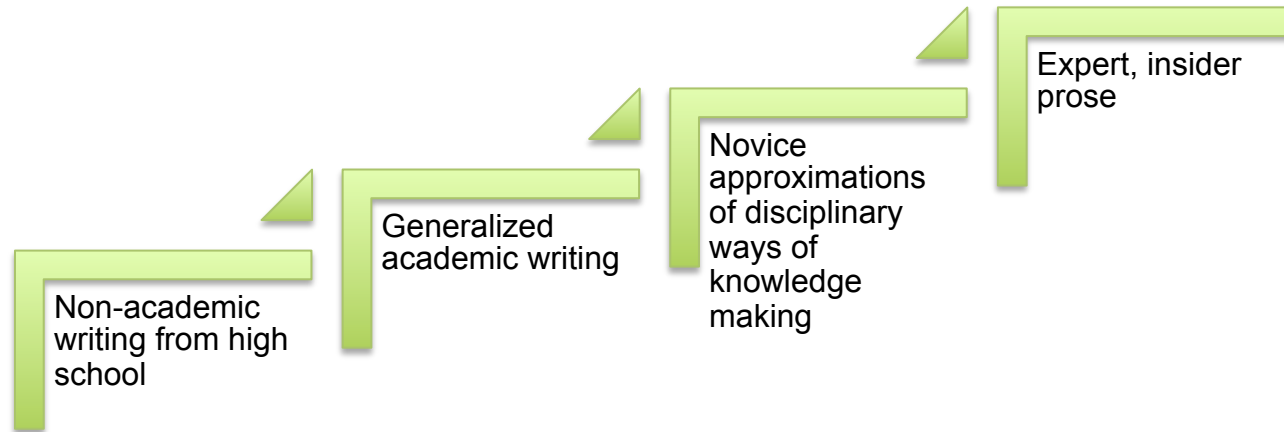 Non-academic
writing from high
school
Generalized
academic writing
Novice
approximations
of disciplinary
ways of
knowledge
making
Expert, insider
prose